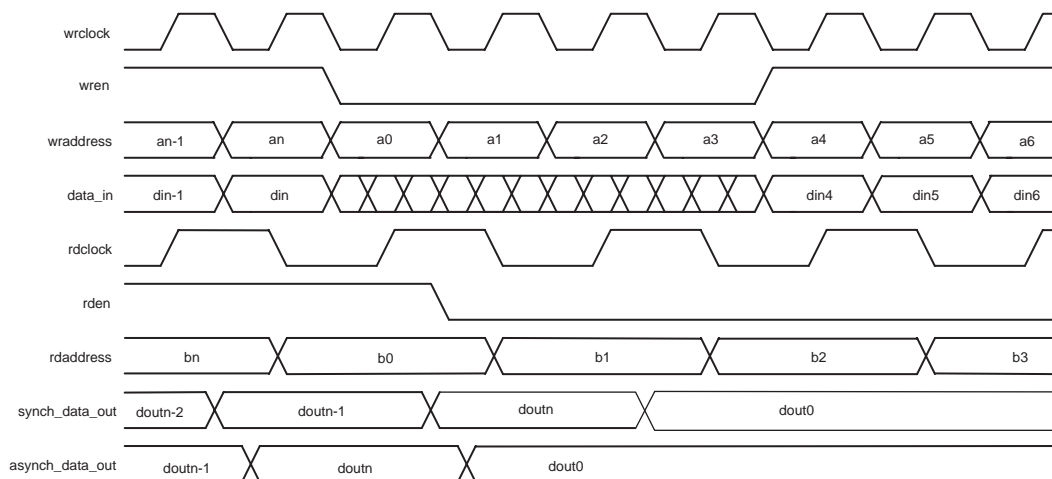 wrclock
wren
wraddress an-1 an a0 a1 a2 a3 a4 a5 a6
data_in din-1 din din4 din5 din6
rdclock
rden
rdaddress bn b0 b1 b2 b3
synch_data_out doutn-2 doutn-1 doutn dout0
asynch_data_out doutn-1 doutn dout0